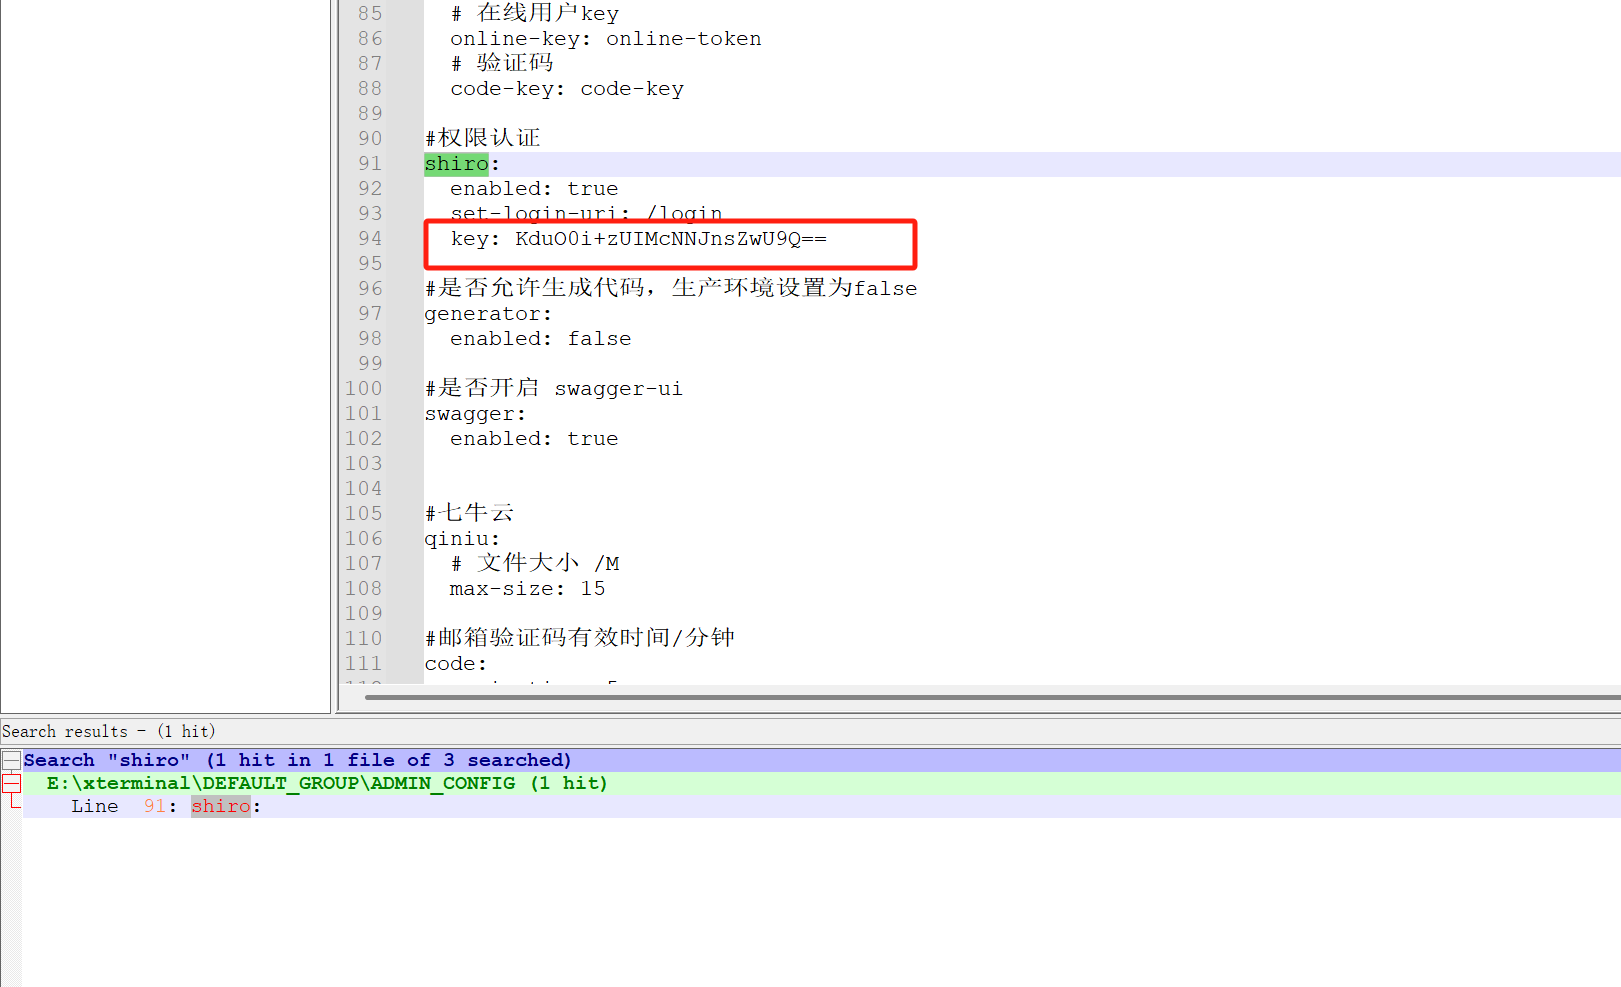 85 # 在线用户key
86 online-key: online-token
87 # 验证码
88 code-key: code-key
89
90 #权限认证
91 shiro:
92 enabled: true
93 set-login-uri: /login
94 key: KduO0i+zUIMcNNJnsZwU9Q==
95
96 #是否允许生成代码，生产环境设置为false
97 generator:
98 enabled: false
99
100 #是否开启 swagger-ui
101 swagger:
102 enabled: true
103
104
105 #七牛云
106 qiniu:
107 # 文件大小 /M
108 max-size: 15
109
110 #邮箱验证码有效时间/分钟
111 code:
Search results - (1 hit)
Search "shiro" (1 hit in 1 file of 3 searched)
E:\xterminal\DEFAULT_GROUP\ADMIN_CONFIG (1 hit)
Line 91: shiro: